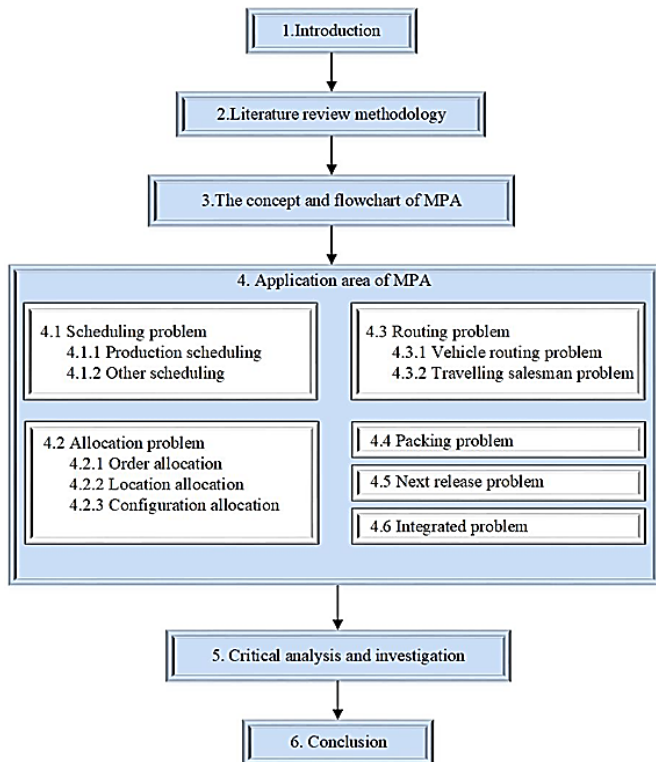 1.Introduction
2.Literature review methodology
3.The concept and flowchart of MPA
4. Application area of MPA
4.1 Scheduling problem
4.1.1 Production scheduling
4.1.2 Other scheduling
4.2 Allocation problem
4.2.1 Order allocation
4.2.2 Location allocation
4.2.3 Configuration allocation
4.3 Routing problem
4.3.1 Vehicle routing problem
4.3.2 Travelling salesman problem
4.4 Packing problem
4.5 Next release problem
4.6 Integrated problem
5. Critical analysis and investigation
6. Conclusion